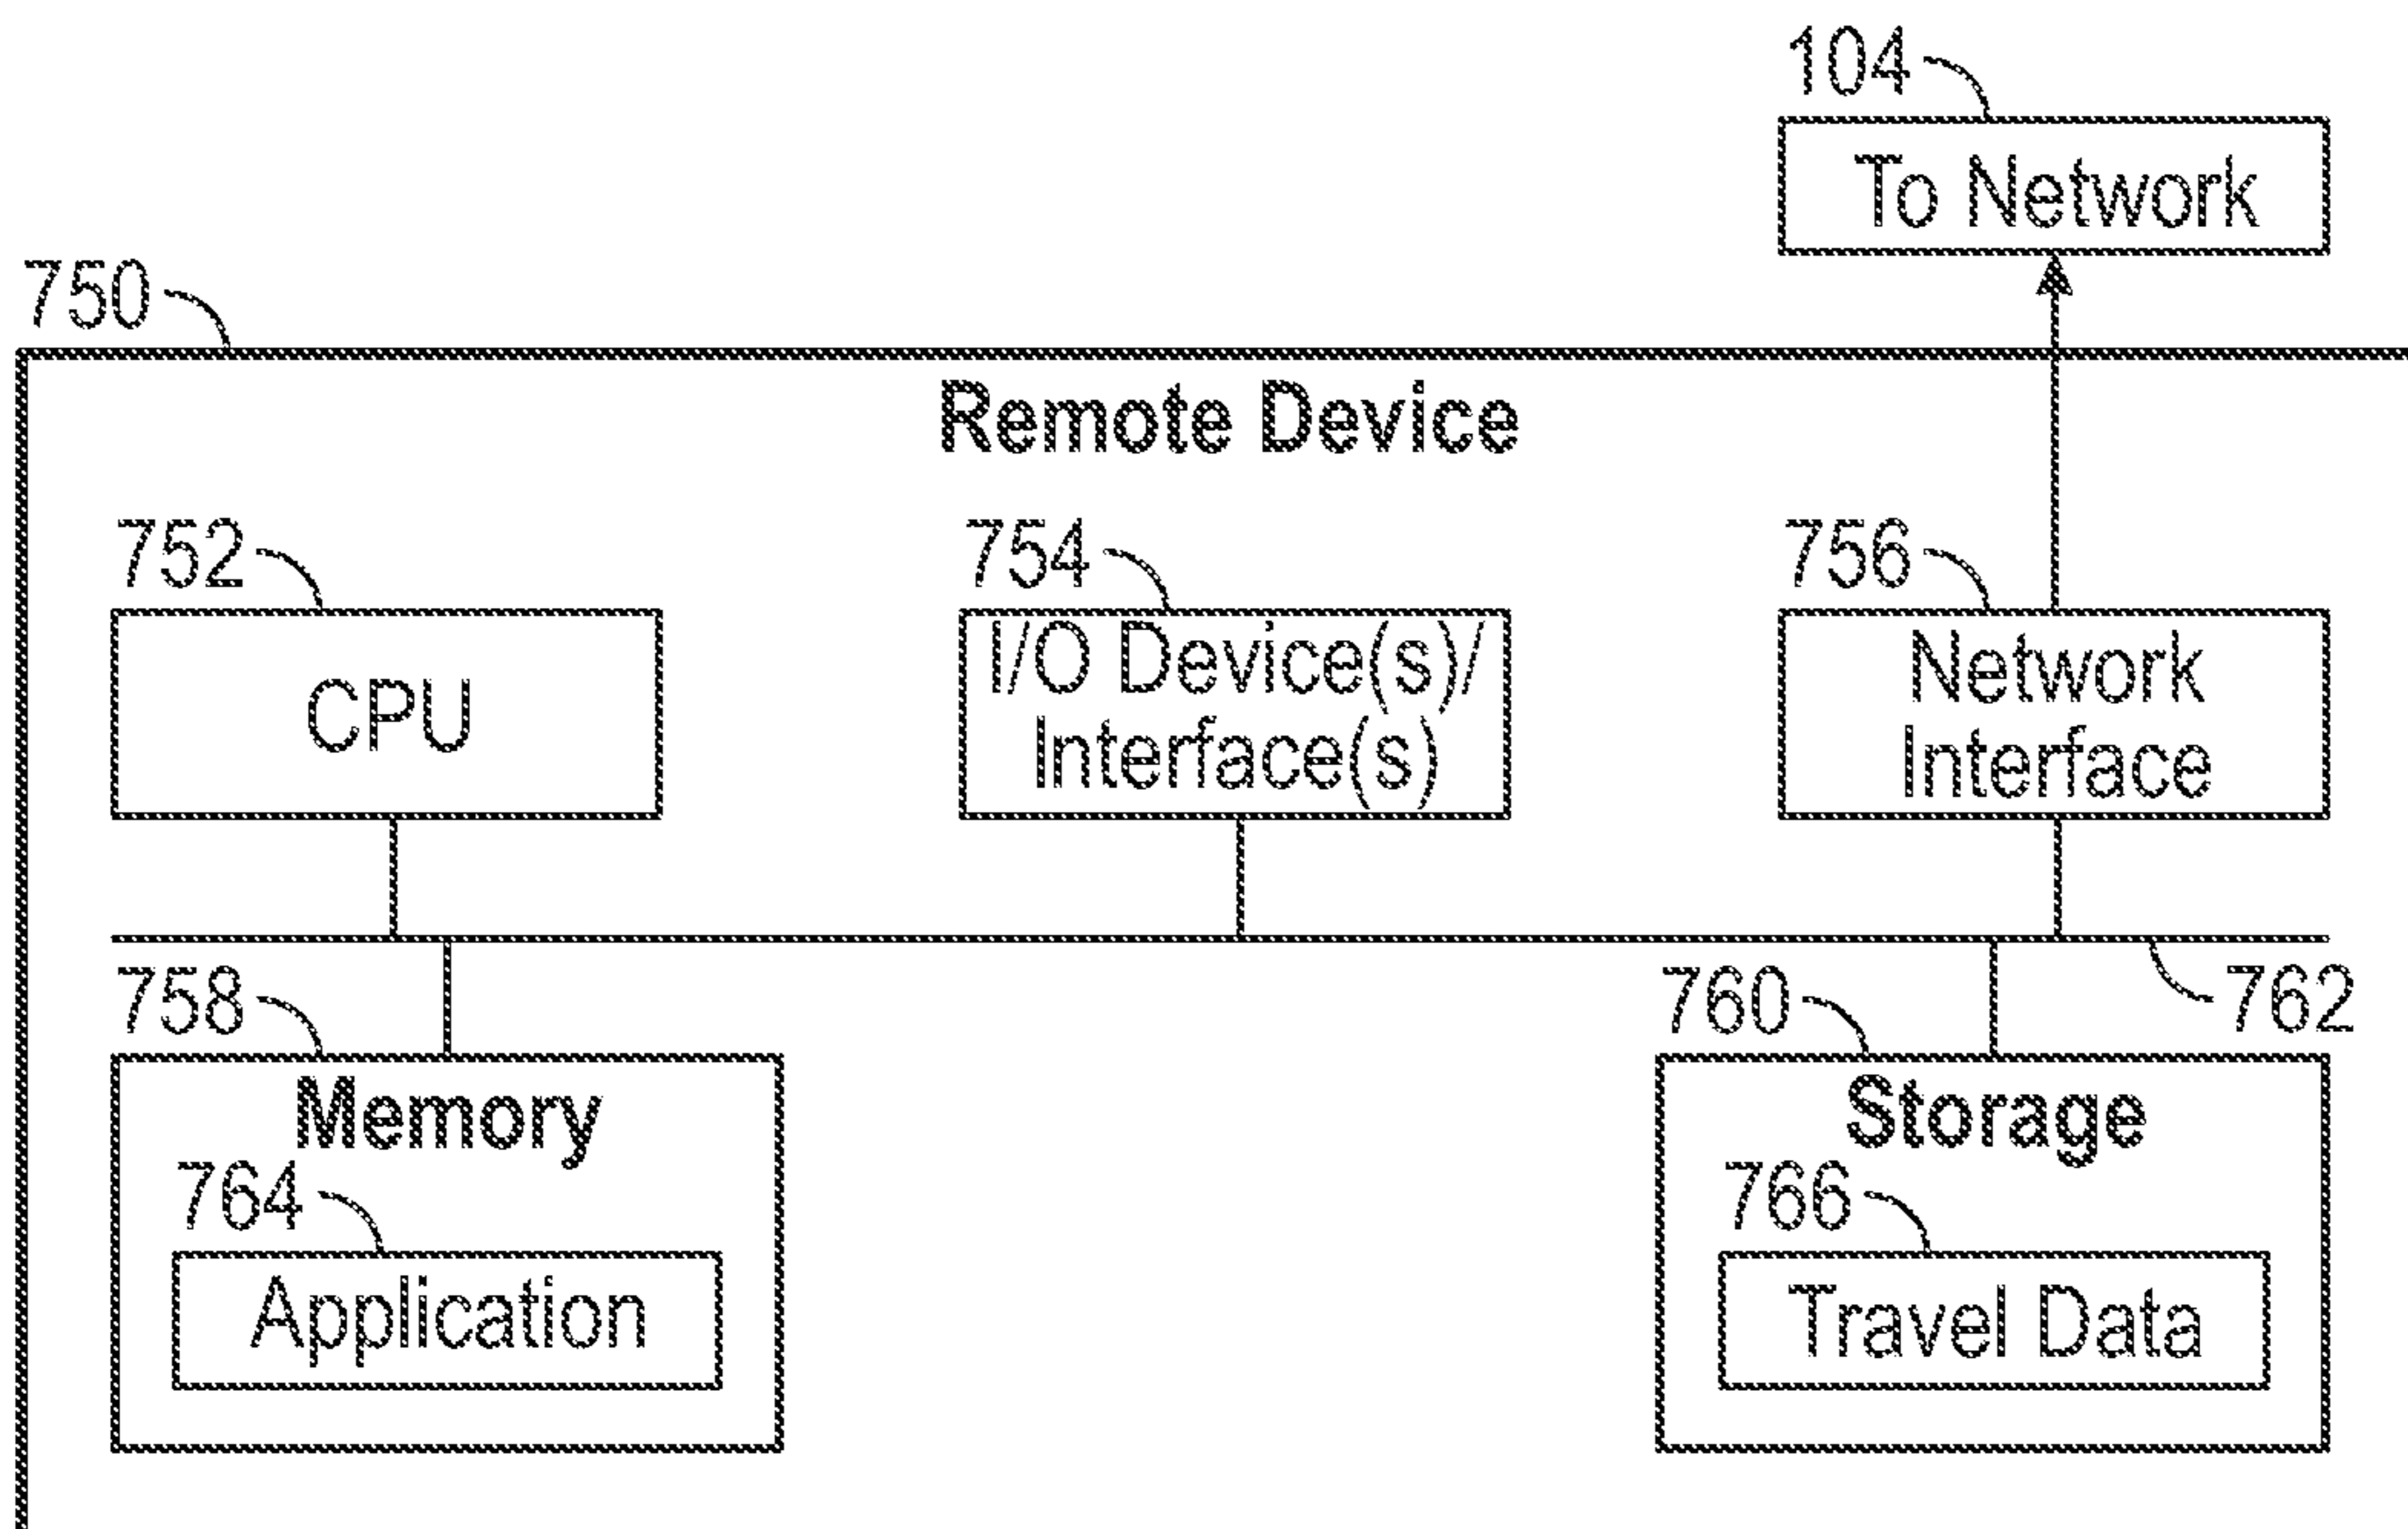 104
To Network
750
Remote Device
752
754
756
CPU
I/O Device(s)/
Interface(s)
Network
Interface
758
760
762
Memory
Storage
764
766
Application
Travel Data